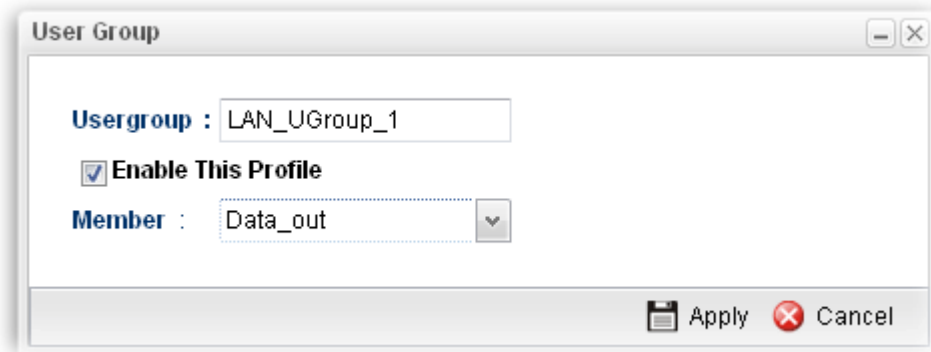 User Group
Usergroup : LAN_UGroup_1
Enable This Profile
Member : Data_out
Apply Cancel